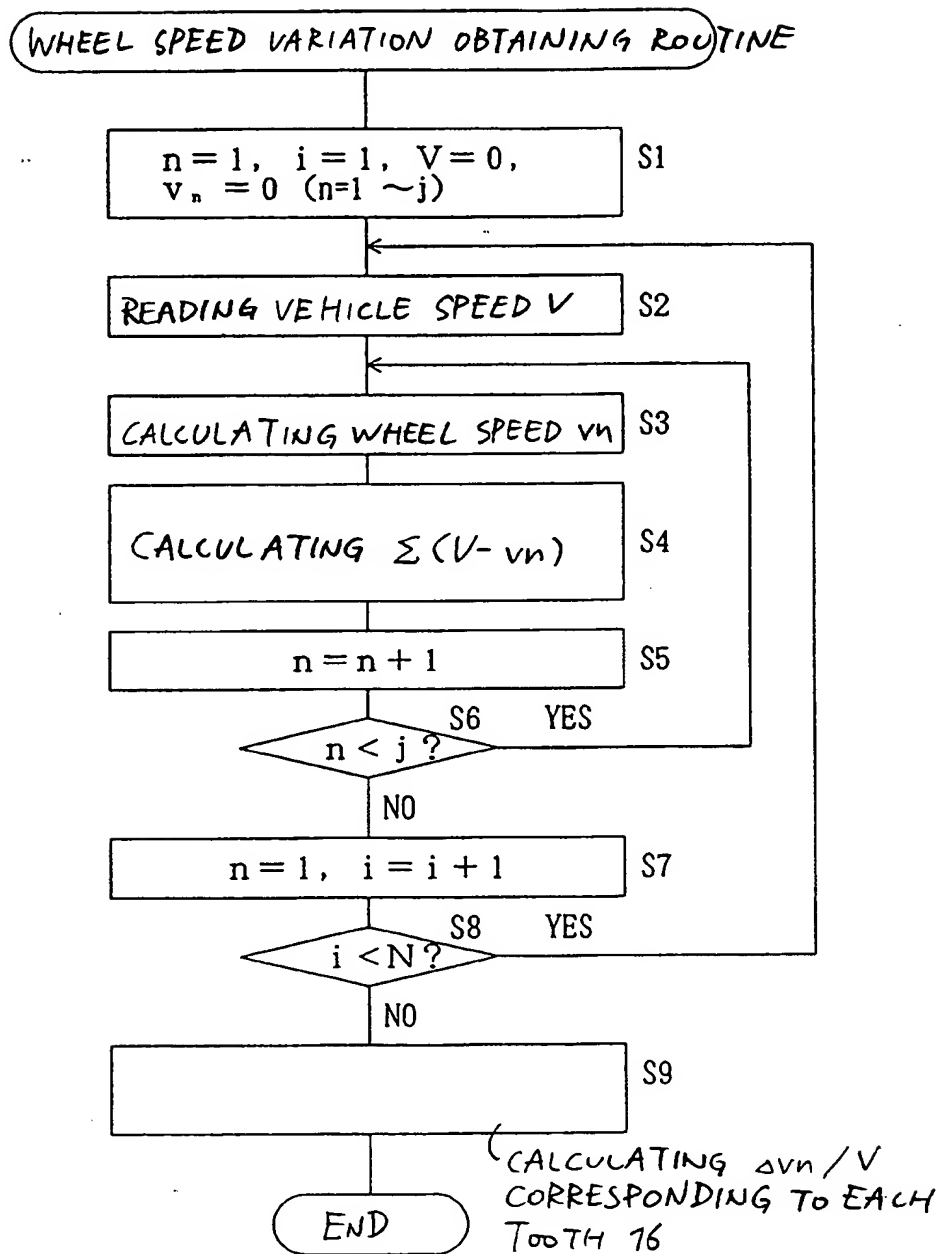 WHEEL SPEED VARIATION OBTAINING ROUTINE
n = 1, i = 1, V = 0,
vₙ = 0 (n=1 ~j)
S1
READING VEHICLE SPEED V
S2
CALCULATING WHEEL SPEED vn
S3
CALCULATING Σ(V- vn)
S4
n = n + 1
S5
S6 YES
n < j ?
NO
n = 1, i = i + 1
S7
S8 YES
i < N ?
NO
S9
CALCULATING Δvn / V
CORRESPONDING TO EACH
TOOTH 16
END